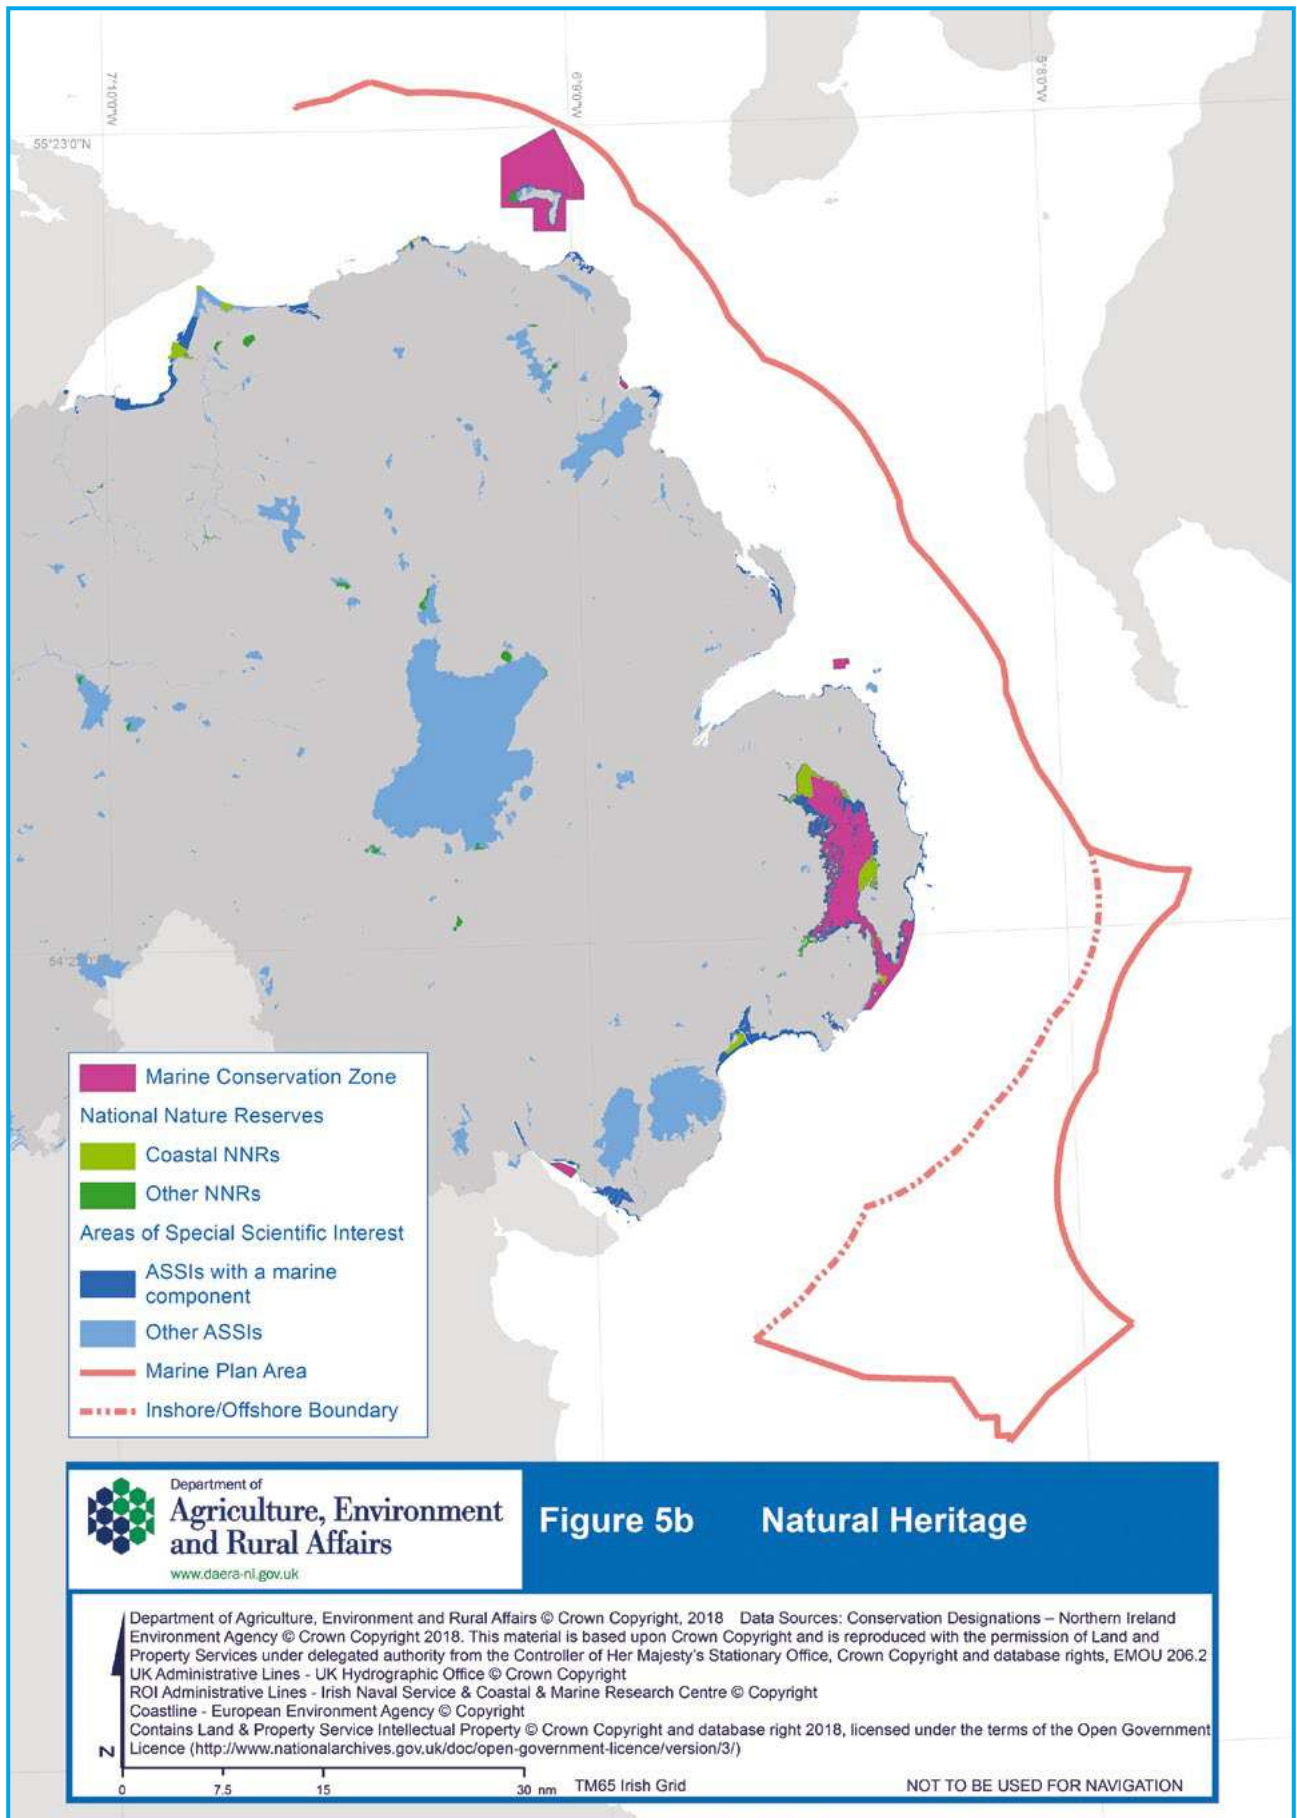 7°10'0"W
6°9'0"W
5°8'0"W
55°23'0"N
Marine Conservation Zone
National Nature Reserves
Coastal NNRs
Other NNRs
Areas of Special Scientific Interest
ASSIs with a marine
component
Other ASSIs
Marine Plan Area
Inshore/Offshore Boundary
Department of
Agriculture, Environment
and Rural Affairs
www.daera-ni.gov.uk
Figure 5b Natural Heritage
Department of Agriculture, Environment and Rural Affairs © Crown Copyright, 2018 Data Sources: Conservation Designations – Northern Ireland
Environment Agency © Crown Copyright 2018. This material is based upon Crown Copyright and is reproduced with the permission of Land and
Property Services under delegated authority from the Controller of Her Majesty's Stationary Office, Crown Copyright and database rights, EMOU 206.2
UK Administrative Lines - UK Hydrographic Office © Crown Copyright
ROI Administrative Lines - Irish Naval Service & Coastal & Marine Research Centre © Copyright
Coastline - European Environment Agency © Copyright
Contains Land & Property Service Intellectual Property © Crown Copyright and database right 2018, licensed under the terms of the Open Government
Licence (http://www.nationalarchives.gov.uk/doc/open-government-licence/version/3/)
N
0 7.5 15 30 nm TM65 Irish Grid NOT TO BE USED FOR NAVIGATION